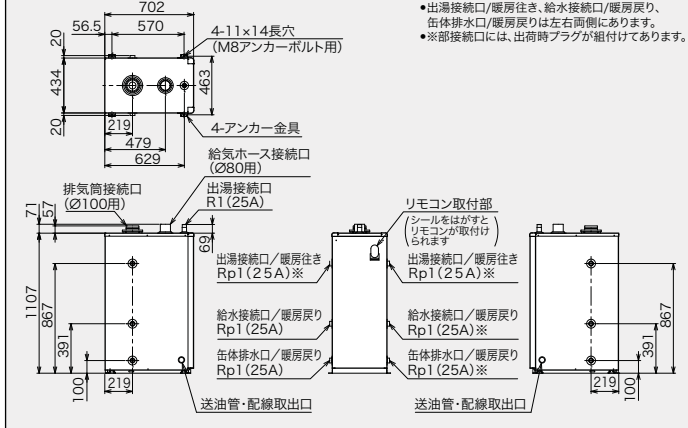 ●出湯接続口/暖房往き、給水接続口/暖房戻り、
缶体排水口/暖房戻りは左右両側にあります。
●※部接続口には、出荷時プラグが組付けてあります。
702
56.5
570
4-11×14長穴
(M8アンカーボルト用)
20
434
20
463
219
4-アンカー金具
479
629
給気ホース接続口
(Ø80用)
排気筒接続口
(Ø100用)
出湯接続口
R1(25A)
71
57
69
リモコン取付部
(シールをはがすと
リモコンが取付け
られます)
出湯接続口/暖房往き
Rp1(25A)※
出湯接続口/暖房往き
Rp1(25A)※
給水接続口/暖房戻り
Rp1(25A)
給水接続口/暖房戻り
Rp1(25A)※
缶体排水口/暖房戻り
Rp1(25A)
缶体排水口/暖房戻り
Rp1(25A)※
1107
867
391
100
219
送油管・配線取出口
867
391
100
219
送油管・配線取出口